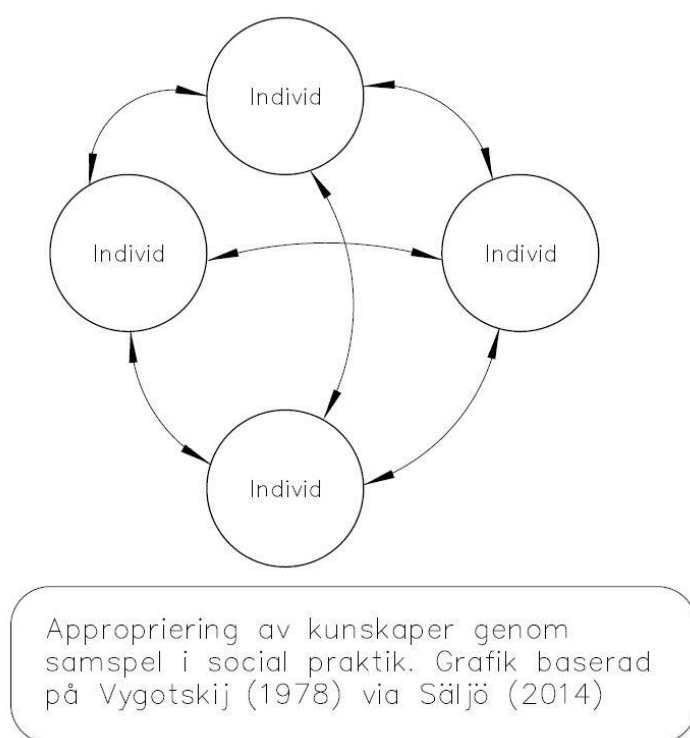 Individ
Individ
Individ
Individ
Appropriering av kunskaper genom
samspel i social praktik. Grafik baserad
på Vygotskij (1978) via Säljö (2014)